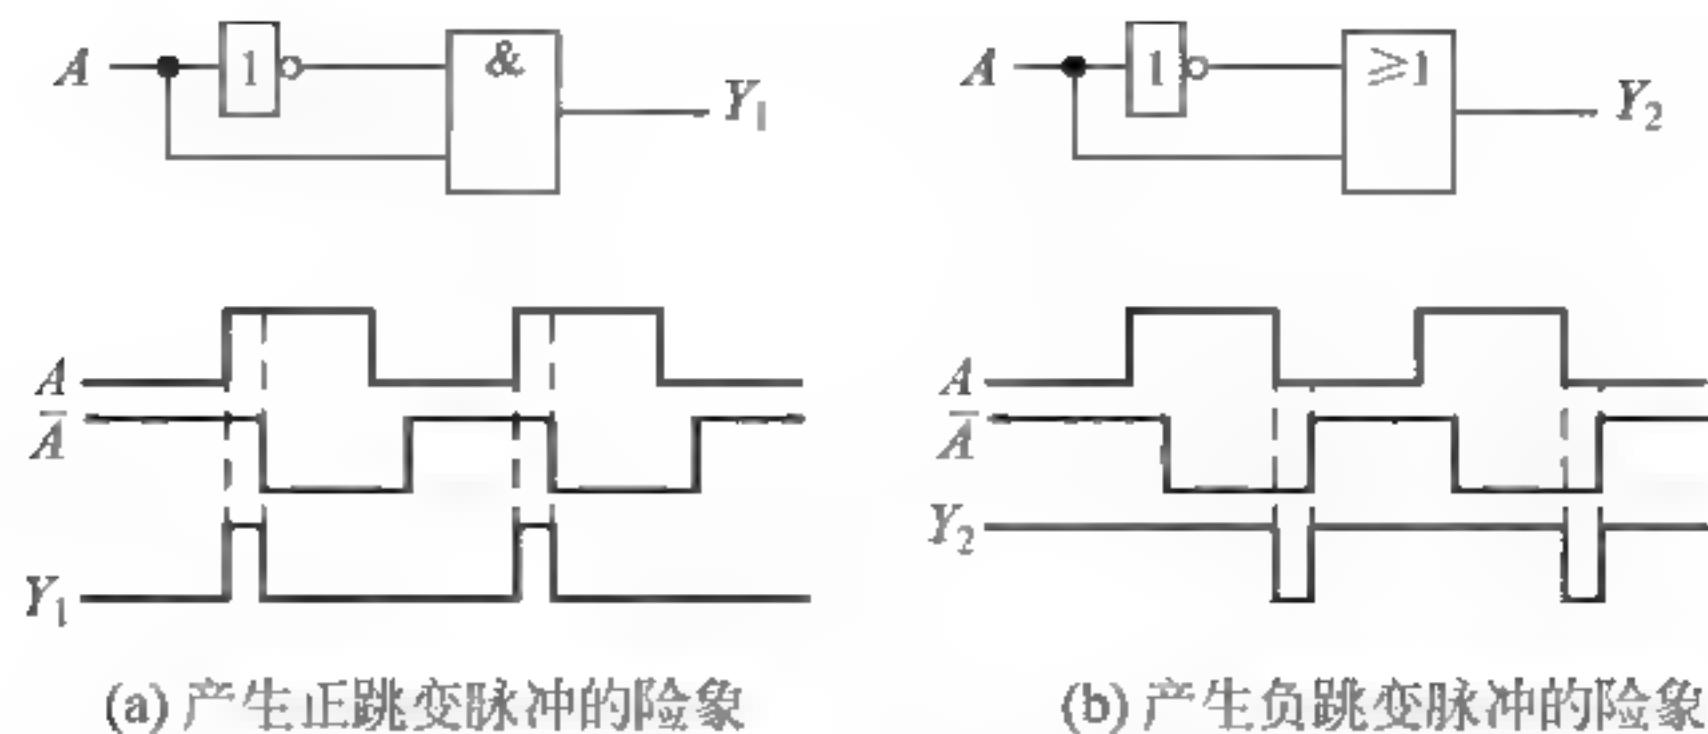 A 1 & Y₁
A 1 ≥1 Y₂
A
A̅
Y₁
A
A̅
Y₂
(a) 产生正跳变脉冲的险象
(b) 产生负跳变脉冲的险象